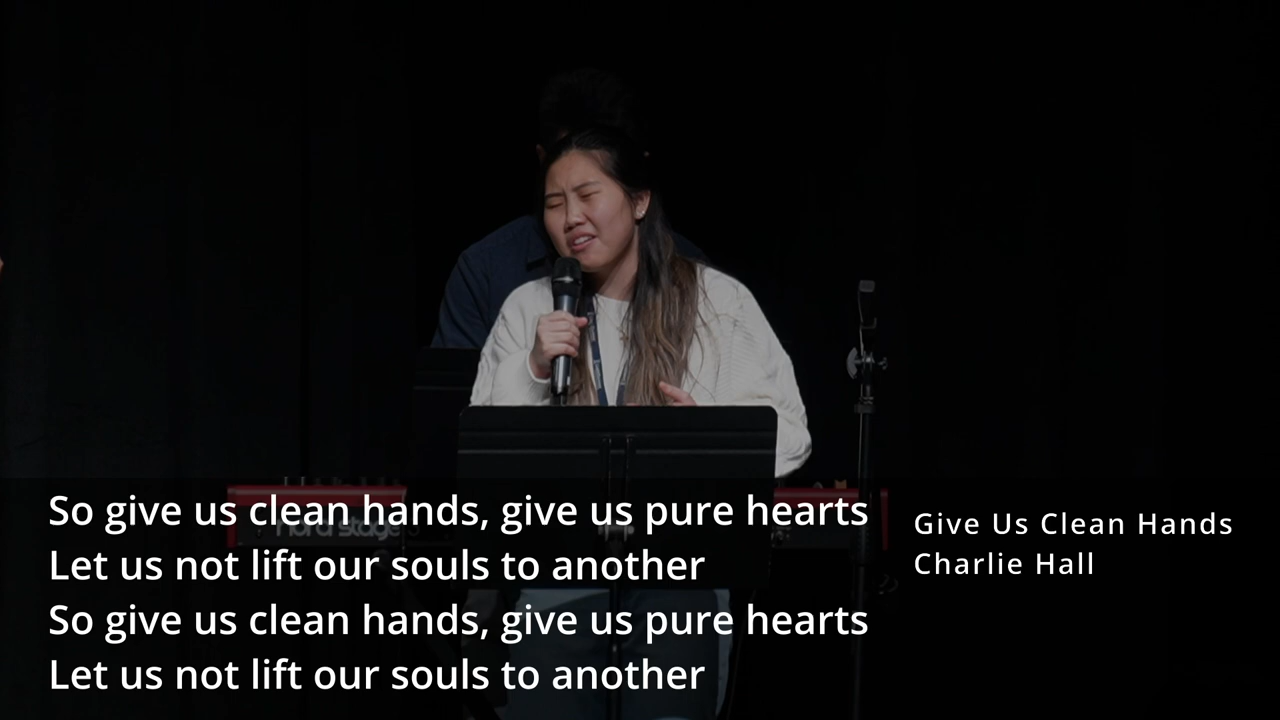 So give us clean hands, give us pure hearts
Let us not lift our souls to another
So give us clean hands, give us pure hearts
Let us not lift our souls to another
Give Us Clean Hands
Charlie Hall
nord stage